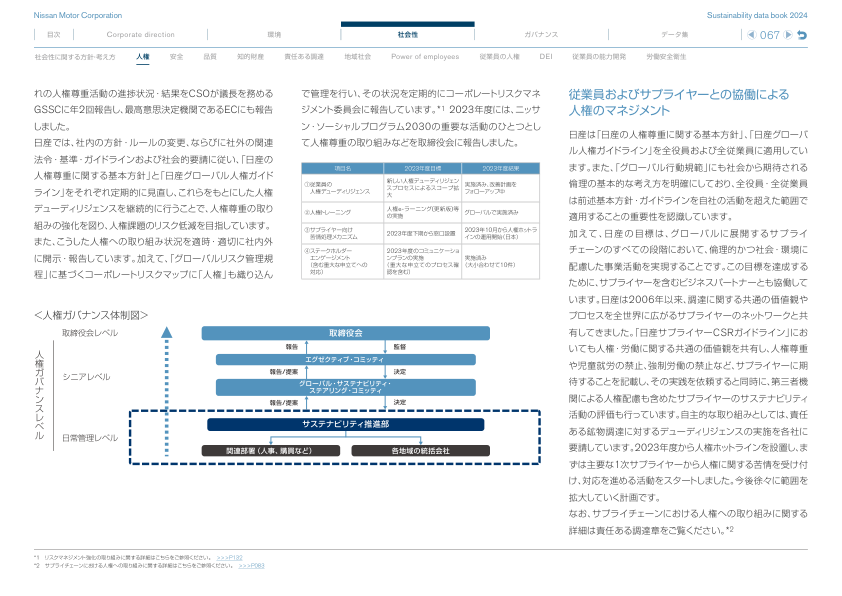 Nissan Motor Corporation
Sustainability data book 2024
目次
Corporate direction
環境
社会性
ガバナンス
データ集
067
社会性に関する方針・考え方
人権
安全
品質
知的財産
責任ある調達
地域社会
Power of employees
従業員の人権
DEI
従業員の能力開発
労働安全衛生
れの人権尊重活動の進捗状況・結果をCSOが議長を務める
GSSCに年2回報告し、最高意思決定機関であるECにも報告
しました。
日産では、社内の方針・ルールの変更、ならびに社外の関連
法令・基準・ガイドラインおよび社会的要請に従い、「日産の
人権尊重に関する基本方針」と「日産グローバル人権ガイド
ライン」をそれぞれ定期的に見直し、これらをもとにした人権
デューディリジェンスを継続的に行うことで、人権尊重の取り
組みの強化を図り、人権課題のリスク低減を目指しています。
また、こうした人権への取り組み状況を適時・適切に社内外
に開示・報告しています。加えて、「グローバルリスク管理規
程」に基づくコーポレートリスクマップに「人権」も織り込ん
で管理を行い、その状況を定期的にコーポレートリスクマネ
ジメント委員会に報告しています。*1 2023年度には、ニッサ
ン・ソーシャルプログラム2030の重要な活動のひとつとし
て人権尊重の取り組みなどを取締役会に報告しました。
項目名
2023年度目標
2023年度結果
①従業員の
人権デューディリジェンス
新しい人権デューディリジェン
スプロセスによるスコープ拡
大
実施済み、改善計画を
フォローアップ中
②人権トレーニング
人権e-ラーニング(更新版)等
の実施
グローバルで実施済み
③サプライヤー向け
苦情処理メカニズム
2023年度下期から窓口設置
2023年10月から人権ホットラ
インの運用開始(日本)
④ステークホルダー
エンゲージメント
(含む重大な申立てへの
対応)
2023年度のコミュニケーショ
ンプランの実施
(重大な申立てのプロセス確
認を含む)
実施済み
(大小合わせて10件)
従業員およびサプライヤーとの協働による
人権のマネジメント
日産は「日産の人権尊重に関する基本方針」、「日産グローバ
ル人権ガイドライン」を全役員および全従業員に適用してい
ます。また、「グローバル行動規範」にも社会から期待される
倫理の基本的な考え方を明確にしており、全役員・全従業員
は前述基本方針・ガイドラインを自社の活動を超えた範囲で
適用することの重要性を認識しています。
加えて、日産の目標は、グローバルに展開するサプライ
チェーンのすべての段階において、倫理的かつ社会・環境に
配慮した事業活動を実現することです。この目標を達成する
ために、サプライヤーを含むビジネスパートナーとも協働して
います。日産は2006年以来、調達に関する共通の価値観や
プロセスを全世界に広がるサプライヤーのネットワークと共
有してきました。「日産サプライヤーCSRガイドライン」にお
いても人権・労働に関する共通の価値観を共有し、人権尊重
や児童就労の禁止、強制労働の禁止など、サプライヤーに期
待することを記載し、その実践を依頼すると同時に、第三者機
関による人権配慮も含めたサプライヤーのサステナビリティ
活動の評価も行っています。自主的な取り組みとしては、責任
ある鉱物調達に対するデューディリジェンスの実施を各社に
要請しています。2023年度から人権ホットラインを設置し、ま
ずは主要な1次サプライヤーから人権に関する苦情を受け付
け、対応を進める活動をスタートしました。今後徐々に範囲を
拡大していく計画です。
なお、サプライチェーンにおける人権への取り組みに関する
詳細は責任ある調達章をご覧ください。*2
＜人権ガバナンス体制図＞
人権ガバナンスレベル
取締役会レベル
シニアレベル
日常管理レベル
取締役会
報告
監督
エグゼクティブ・コミッティ
報告/提案
決定
グローバル・サステナビリティ・
ステアリング・コミッティ
報告/提案
決定
サステナビリティ推進部
関連部署(人事、購買など)
各地域の統括会社
*1 リスクマネジメント強化の取り組みに関する詳細はこちらをご参照ください。 >>>P132
*2 サプライチェーンにおける人権への取り組みに関する詳細はこちらをご参照ください。 >>>P083